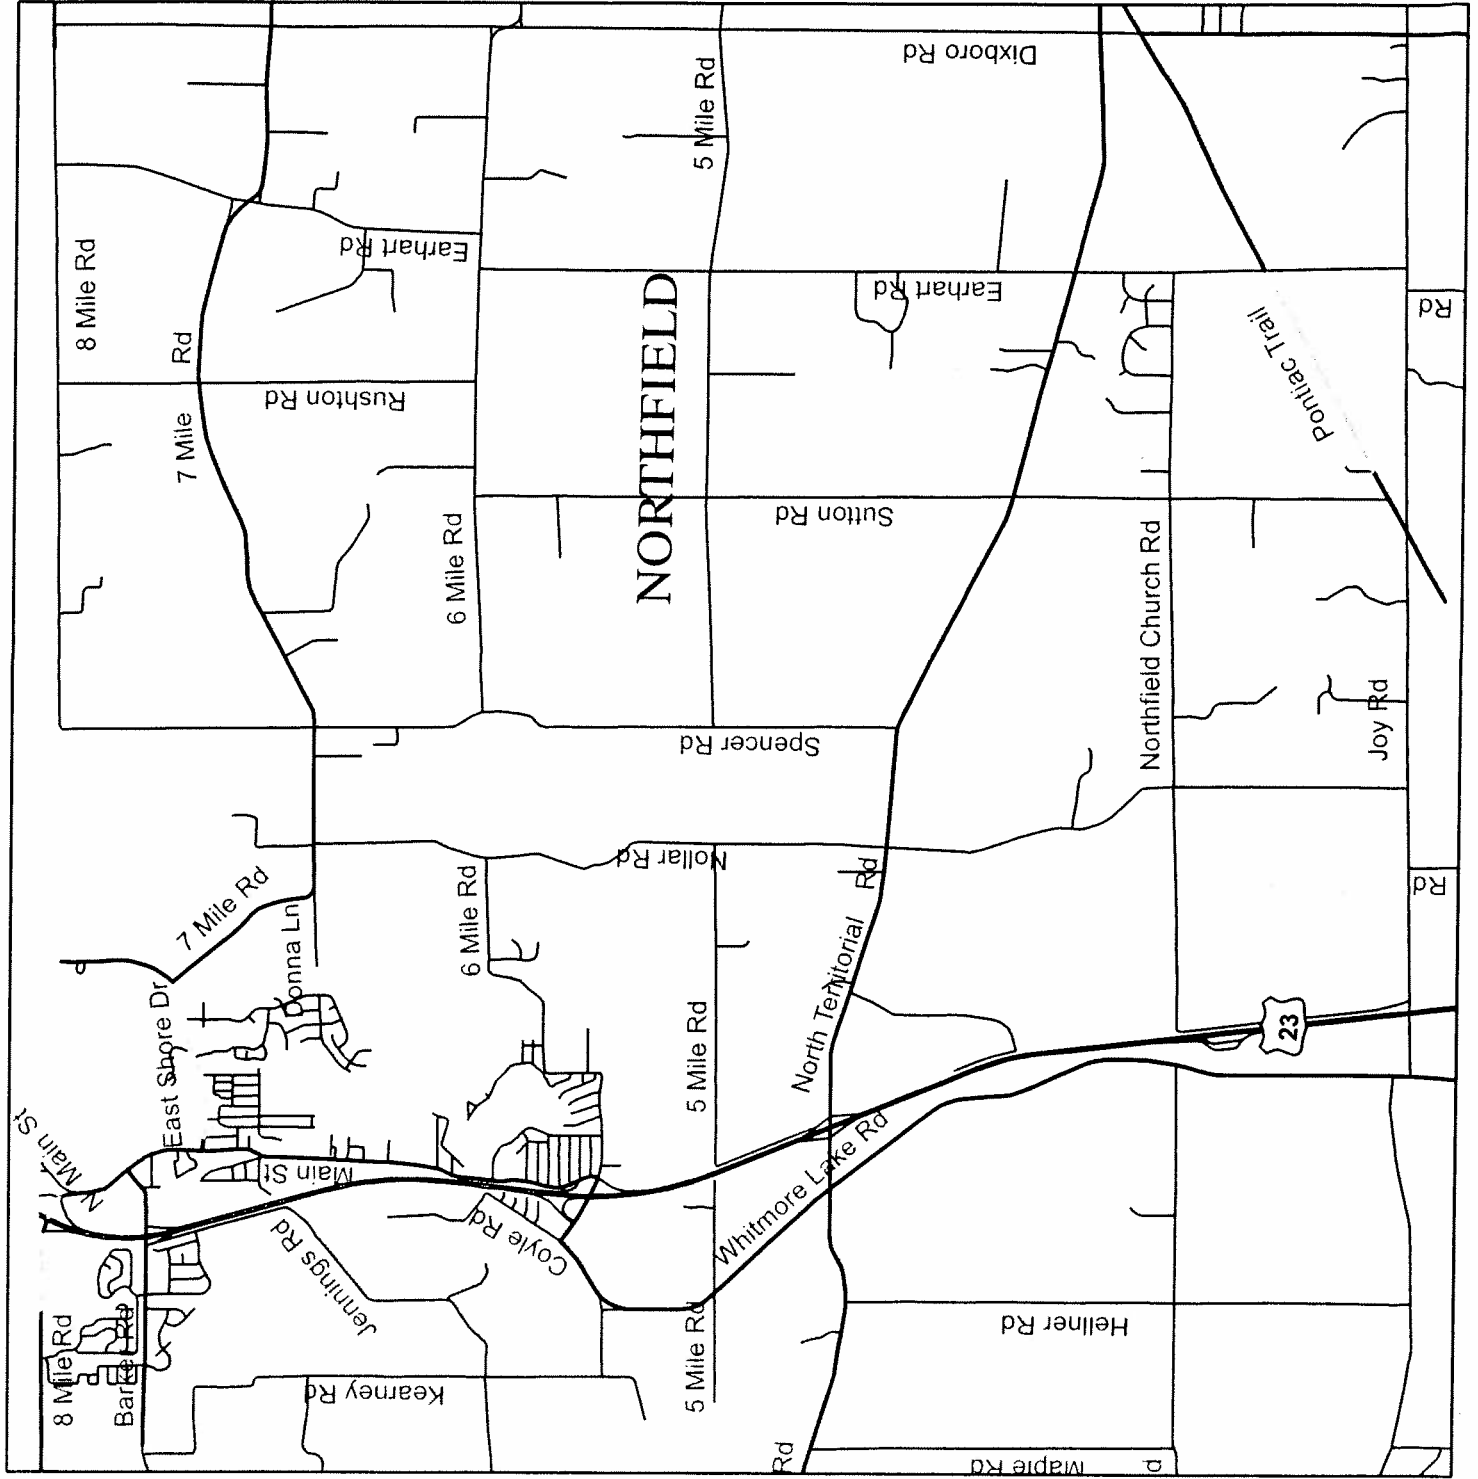 Dixboro Rd
5 Mile Rd
8 Mile Rd
Earhart Rd
Rd
7 Mile
Rushton Rd
NORTHFIELD
Earhart Rd
Pontiac Trail
Rd
6 Mile Rd
Sutton Rd
Northfield Church Rd
Joy Rd
Spencer Rd
Nollar Rd
Rd
Rd
7 Mile Rd
onna Ln
6 Mile Rd
North Territorial
5 Mile Rd
East Shore Dr
N Main St
Main St
23
Whitmore Lake Rd
Coyle Rd
Jennings Rd
8 Mile Rd
Kearney Rd
5 Mile Rd
Hellner Rd
Rd
Maple Rd